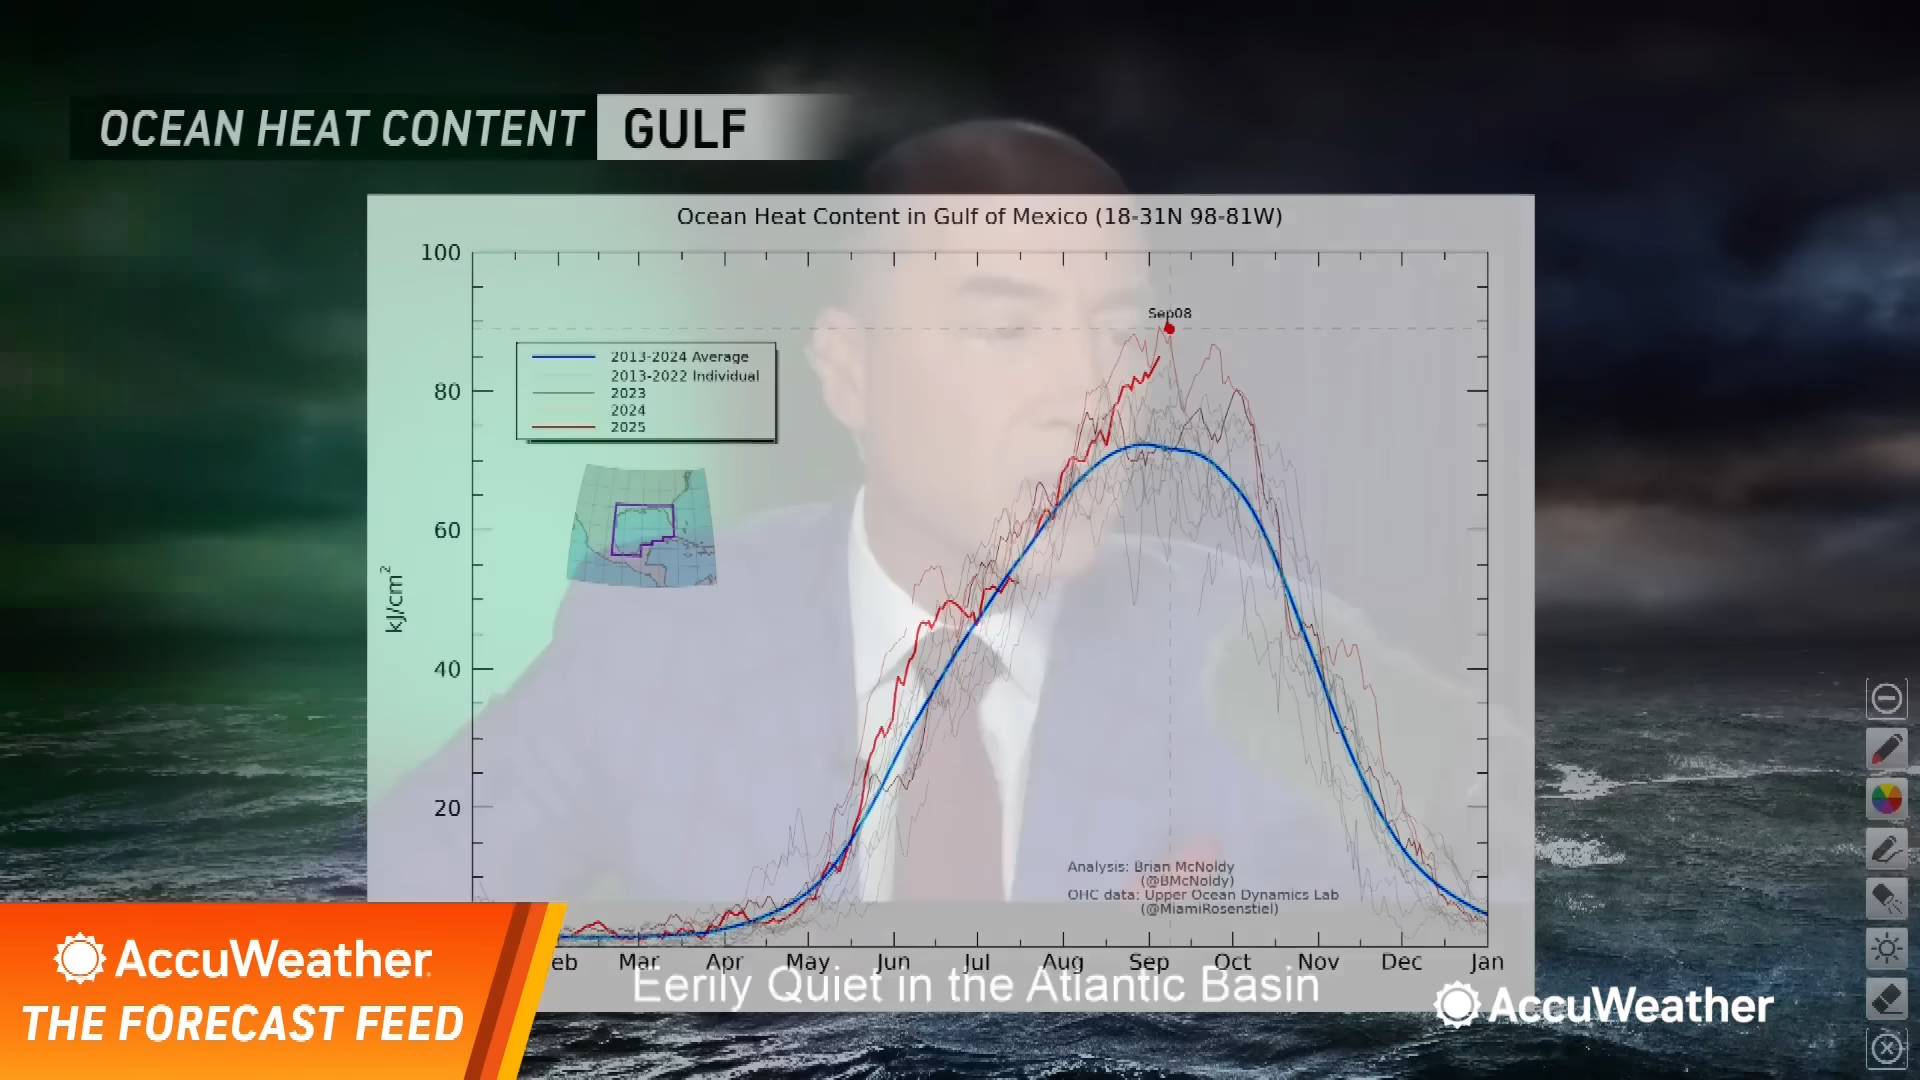 OCEAN HEAT CONTENT GULF
Ocean Heat Content in Gulf of Mexico (18-31N 98-81W)
100
80
60
40
20
kJ/cm²
Sep08
2013-2024 Average
2013-2022 Individual
2023
2024
2025
Analysis: Brian McNoldy
(@BMcNoldy)
OHC data: Upper Ocean Dynamics Lab
(@MiamiRosenstiel)
eb Mar Apr May Jun Jul Aug Sep Oct Nov Dec Jan
Eerily Quiet in the Atlantic Basin
AccuWeather
THE FORECAST FEED
AccuWeather